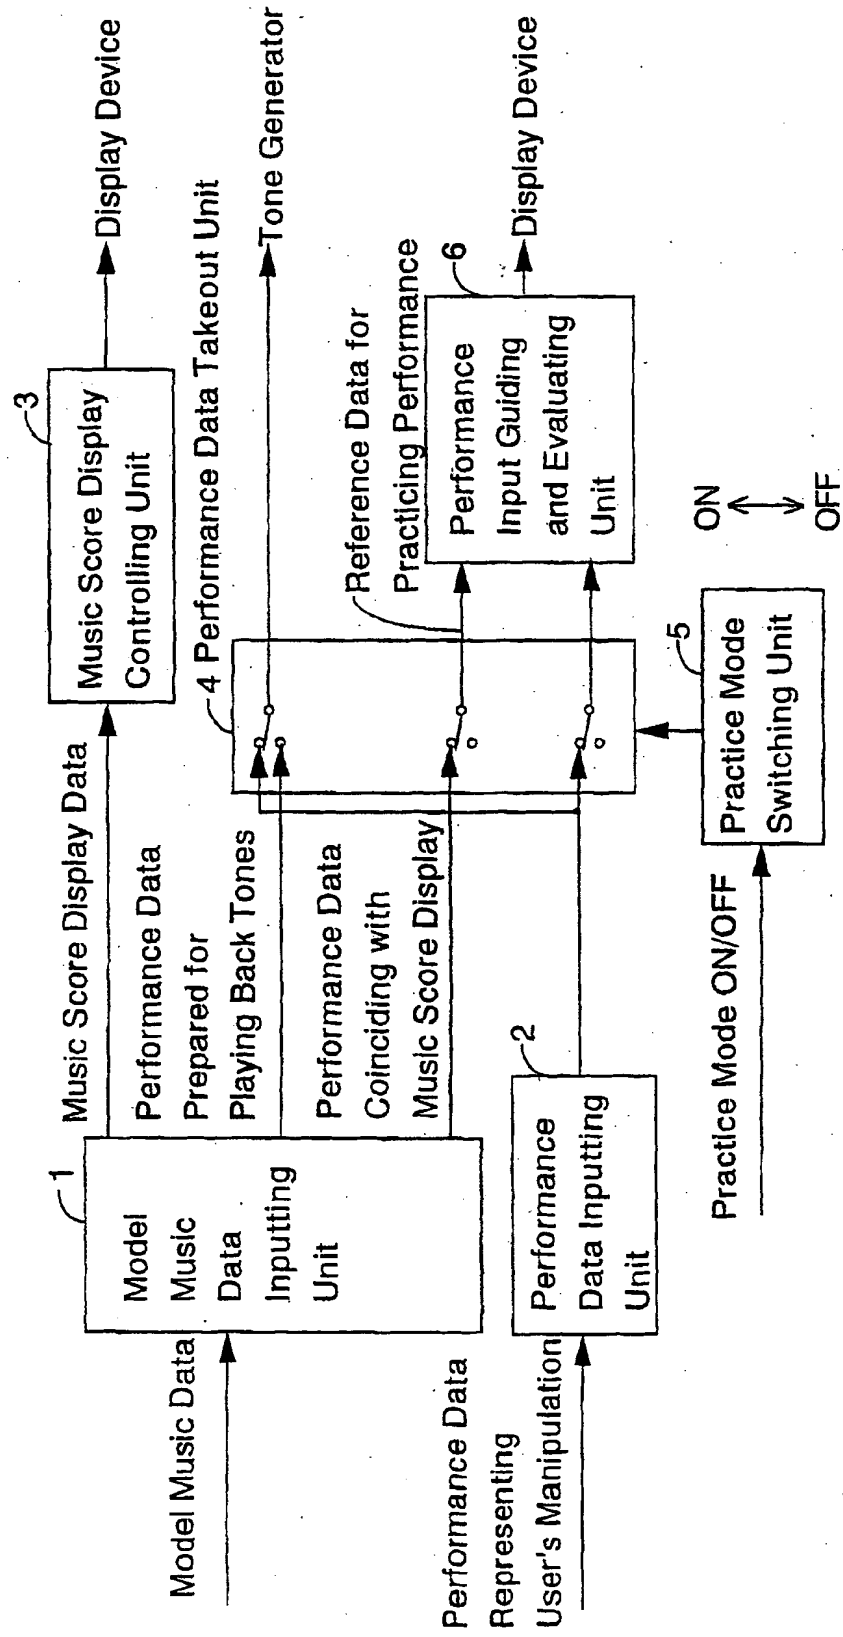 Model Music Data
1
Model
Music
Data
Inputting
Unit
Music Score Display Data
3
Music Score Display
Controlling Unit
Display Device
Performance Data
Prepared for
Playing Back Tones
4 Performance Data Takeout Unit
Tone Generator
Performance Data
Coinciding with
Music Score Display
Reference Data for
Practicing Performance
6
Performance
Input Guiding
and Evaluating
Unit
Display Device
Performance Data
Representing
User's Manipulation
2
Performance
Data Inputting
Unit
Practice Mode ON/OFF
5
Practice Mode
Switching Unit
ON
OFF